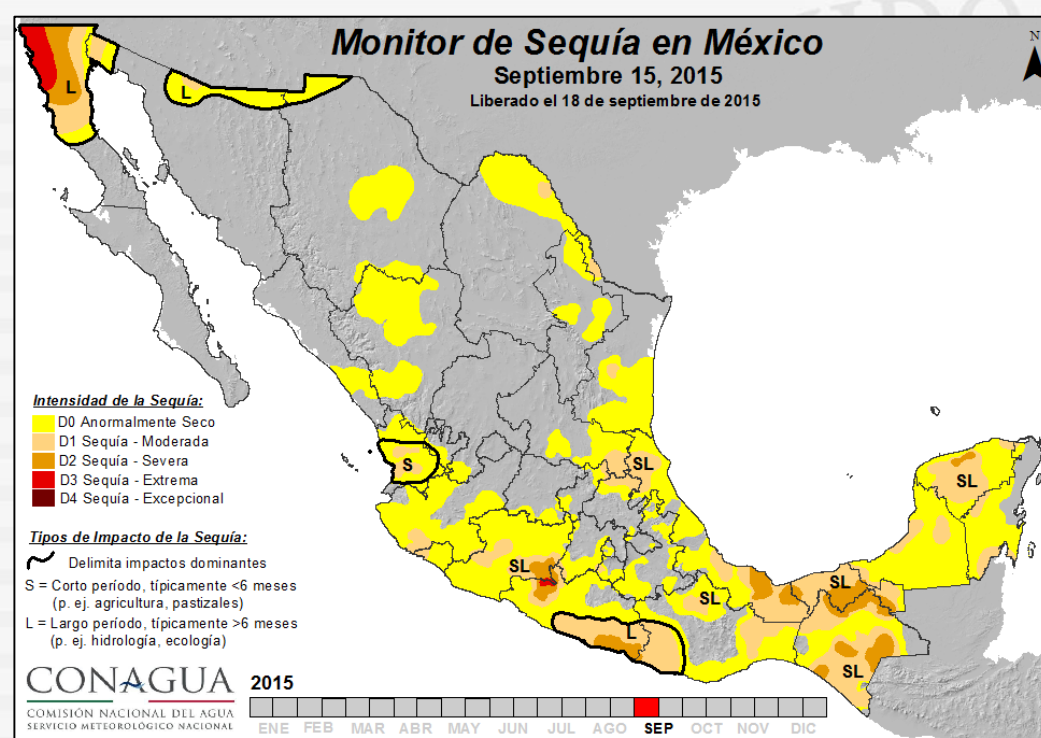 Monitor de Sequía en México
Septiembre 15, 2015
Liberado el 18 de septiembre de 2015
N
L
L
S
SL
SL
SL
L
SL
SL
SL
Intensidad de la Sequía:
D0 Anormalmente Seco
D1 Sequía - Moderada
D2 Sequía - Severa
D3 Sequía - Extrema
D4 Sequía - Excepcional
Tipos de Impacto de la Sequía:
Delimita impactos dominantes
S = Corto período, típicamente <6 meses
(p. ej. agricultura, pastizales)
L = Largo período, típicamente >6 meses
(p. ej. hidrología, ecología)
CONAGUA
COMISIÓN NACIONAL DEL AGUA
SERVICIO METEOROLÓGICO NACIONAL
2015
ENE FEB MAR ABR MAY JUN JUL AGO SEP OCT NOV DIC